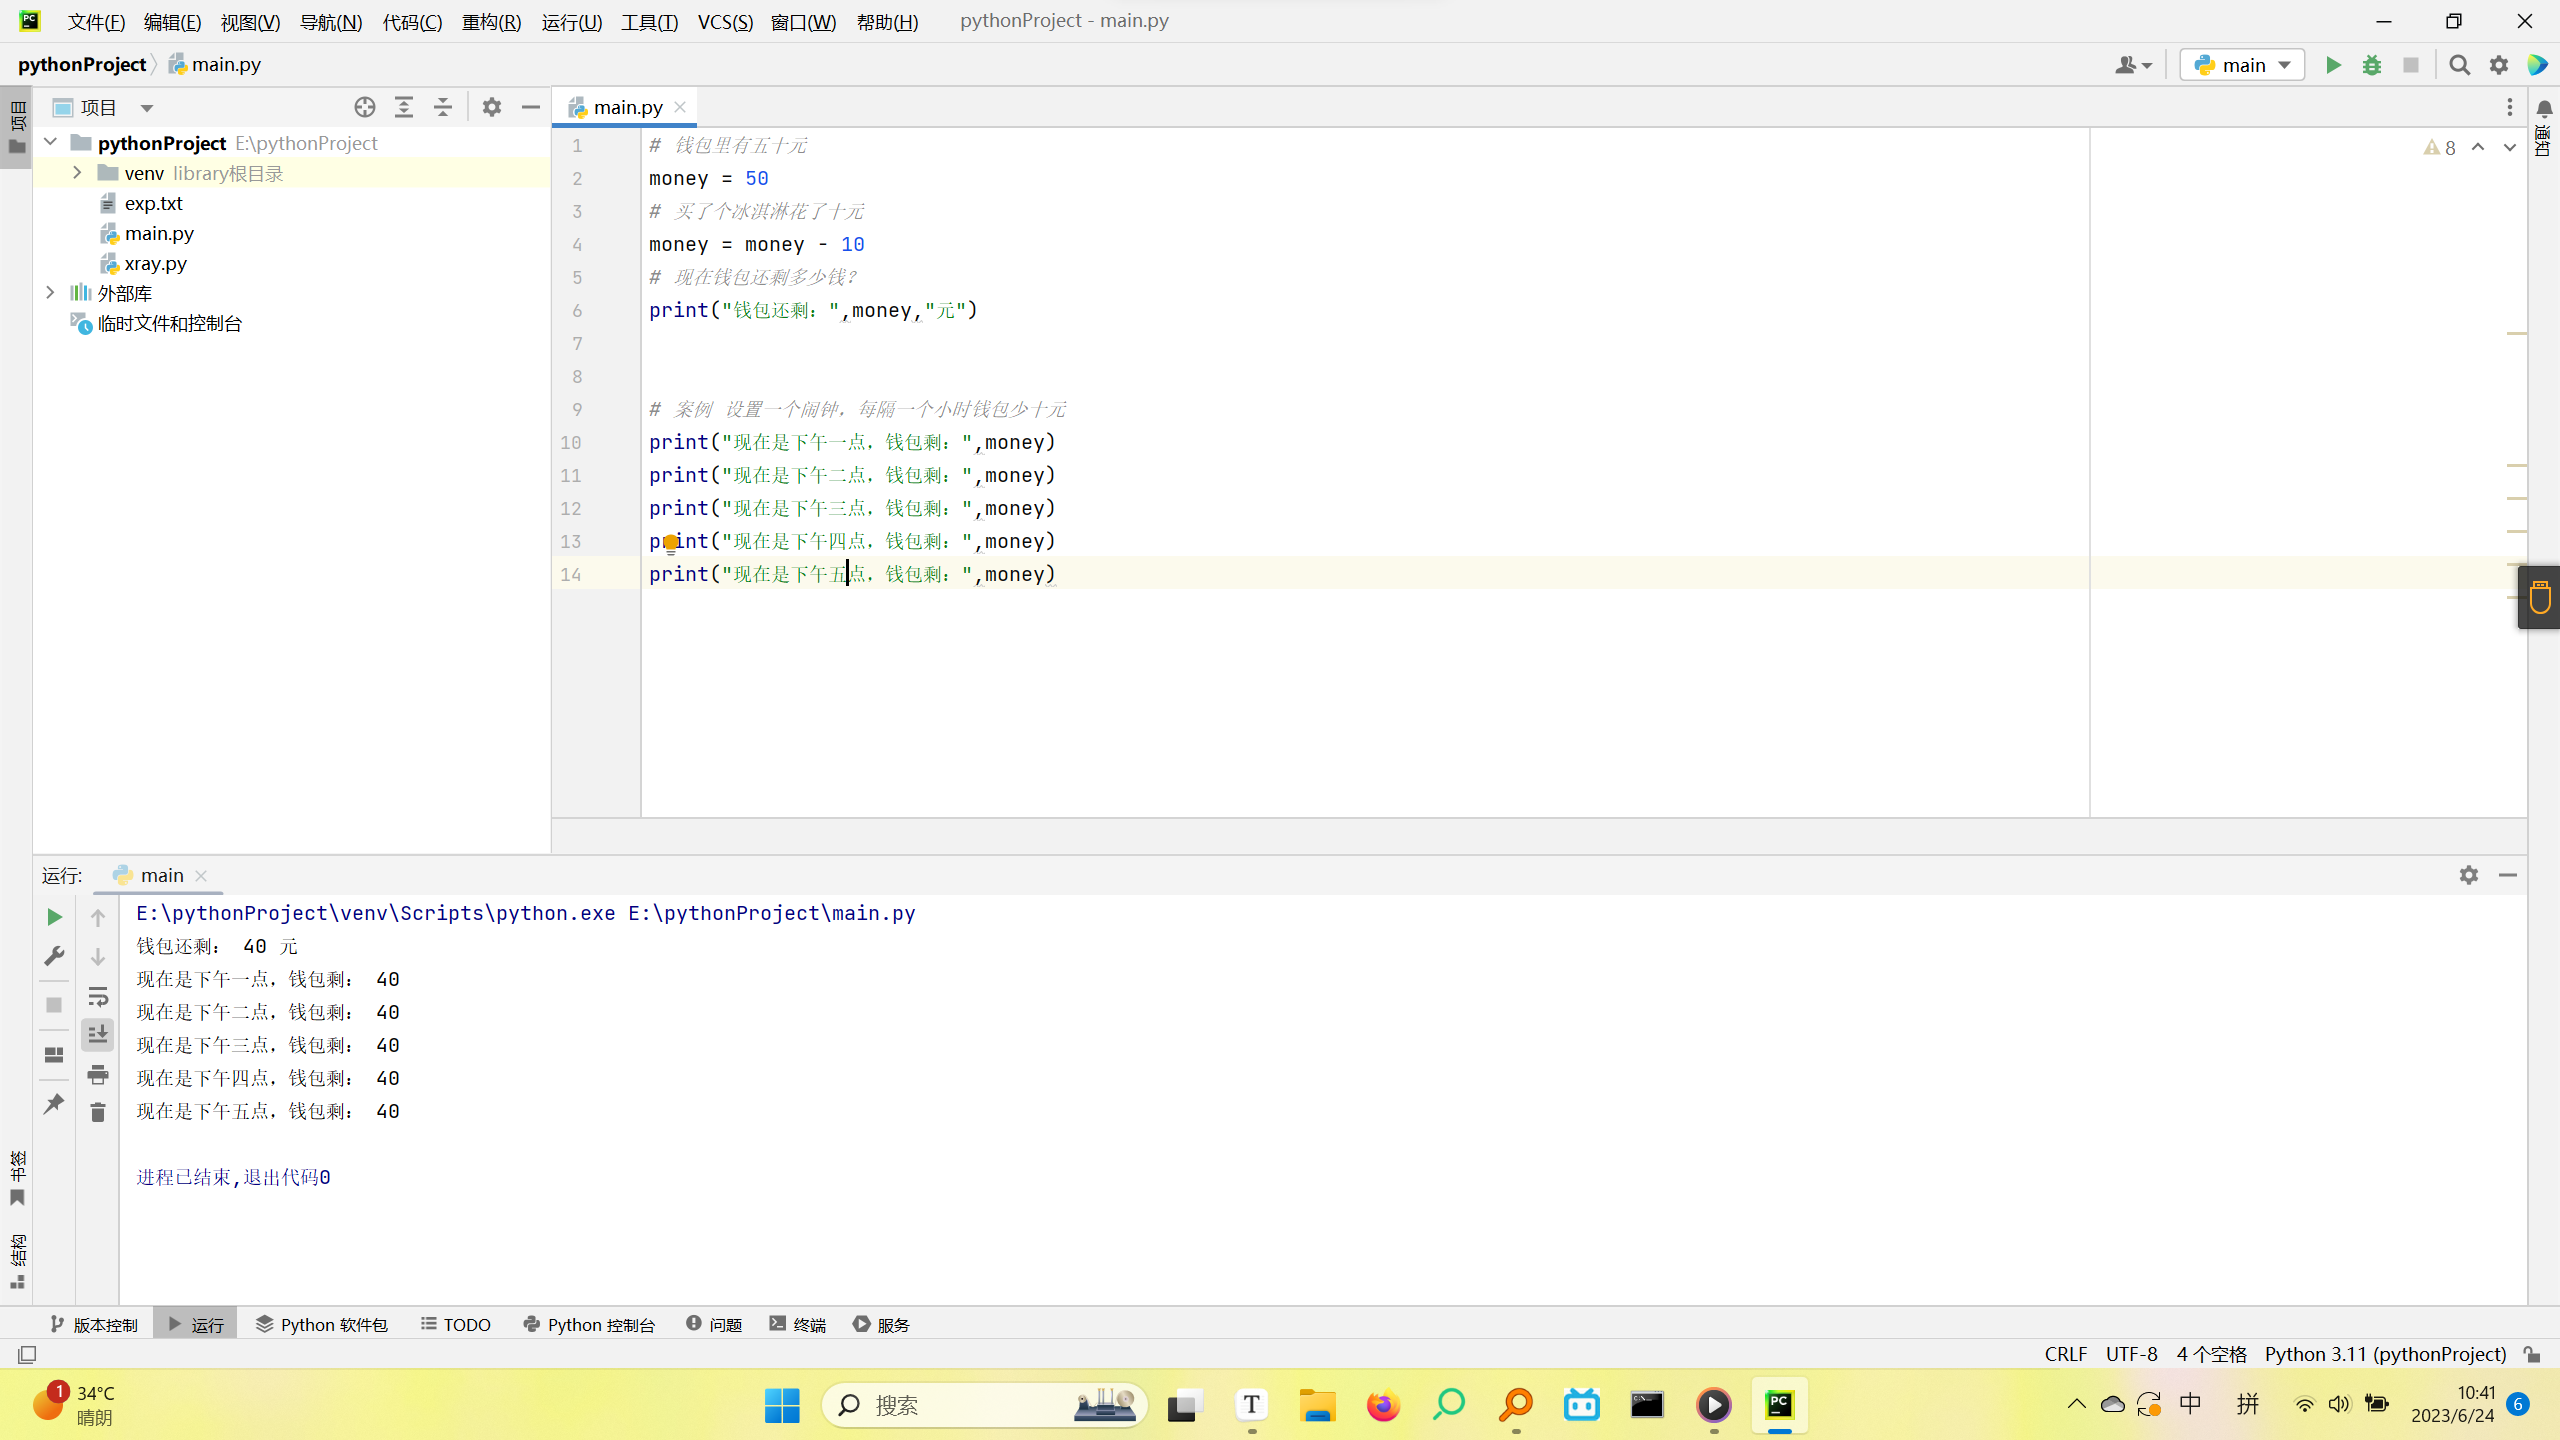 文件(F) 编辑(E) 视图(V) 导航(N) 代码(C) 重构(R) 运行(U) 工具(T) VCS(S) 窗口(W) 帮助(H) pythonProject - main.py
pythonProject main.py main
项目 main.py
项目
通知
pythonProject E:\pythonProject
venv library根目录
exp.txt
main.py
xray.py
外部库
临时文件和控制台
8
1 # 钱包里有五十元
2 money = 50
3 # 买了个冰淇淋花了十元
4 money = money - 10
5 # 现在钱包还剩多少钱?
6 print("钱包还剩：",money,"元")
7
8
9 # 案例 设置一个闹钟，每隔一个小时钱包少十元
10 print("现在是下午一点，钱包剩：",money)
11 print("现在是下午二点，钱包剩：",money)
12 print("现在是下午三点，钱包剩：",money)
13 print("现在是下午四点，钱包剩：",money)
14 print("现在是下午五点，钱包剩：",money)
运行: main
E:\pythonProject\venv\Scripts\python.exe E:\pythonProject\main.py
钱包还剩： 40 元
现在是下午一点，钱包剩： 40
现在是下午二点，钱包剩： 40
现在是下午三点，钱包剩： 40
现在是下午四点，钱包剩： 40
现在是下午五点，钱包剩： 40
进程已结束,退出代码0
书签
结构
版本控制 运行 Python 软件包 TODO Python 控制台 问题 终端 服务
CRLF UTF-8 4 个空格 Python 3.11 (pythonProject)
1 34°C
晴朗
搜索
T
PC
中 拼
10:41
2023/6/24
6